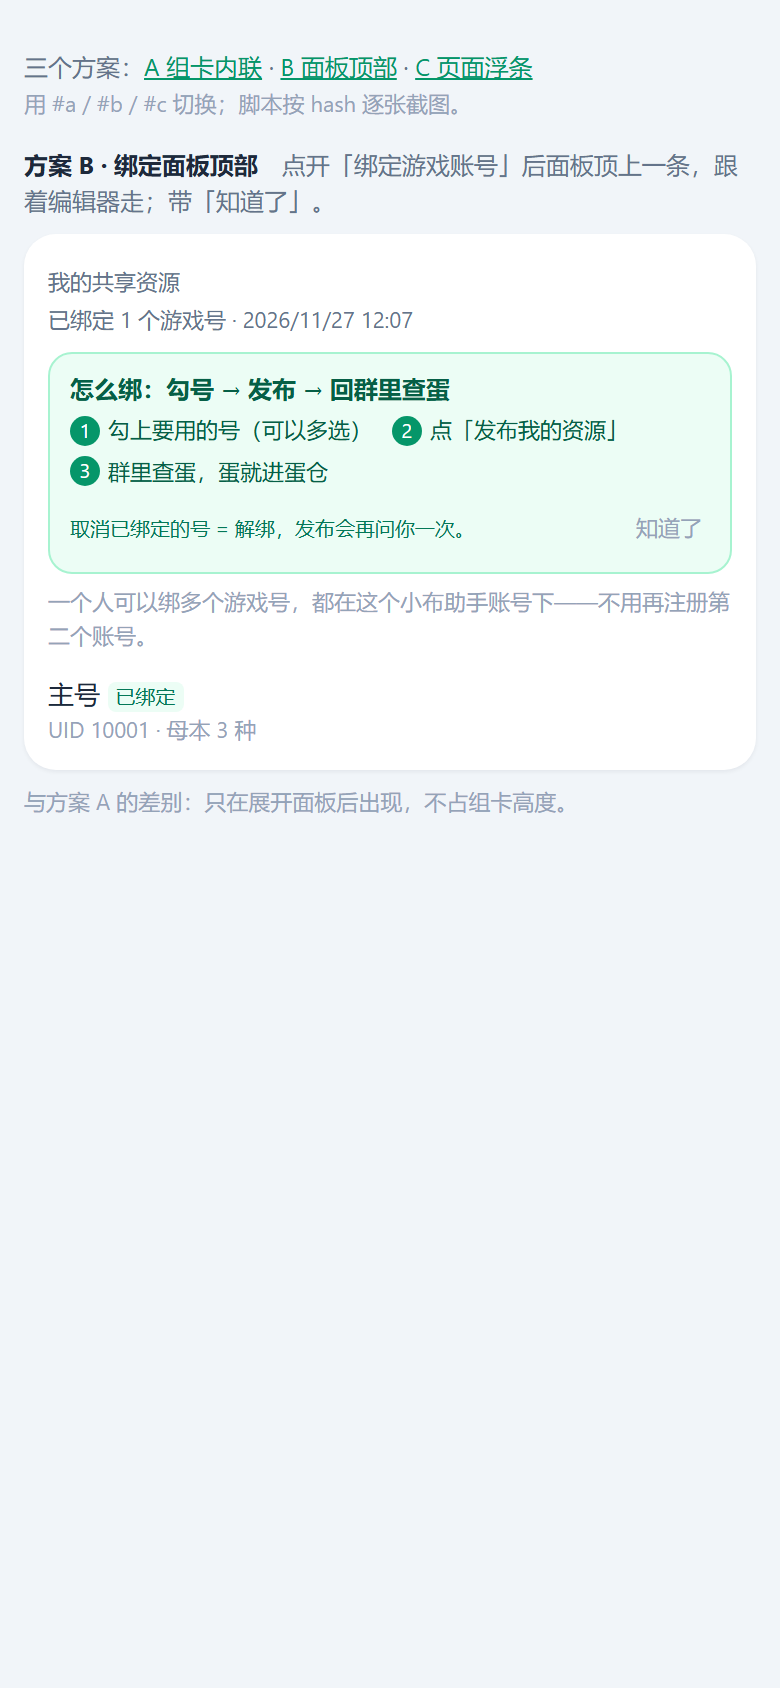 三个方案：A 组卡内联 · B 面板顶部 · C 页面浮条
用 #a / #b / #c 切换；脚本按 hash 逐张截图。
方案 B · 绑定面板顶部　点开「绑定游戏账号」后面板顶上一条，跟
着编辑器走；带「知道了」。
我的共享资源
已绑定 1 个游戏号 · 2026/11/27 12:07
怎么绑：勾号 → 发布 → 回群里查蛋
1 勾上要用的号（可以多选） 2 点「发布我的资源」
3 群里查蛋，蛋就进蛋仓
取消已绑定的号 = 解绑，发布会再问你一次。 知道了
一个人可以绑多个游戏号，都在这个小布助手账号下——不用再注册第
二个账号。
主号 已绑定
UID 10001 · 母本 3 种
与方案 A 的差别：只在展开面板后出现，不占组卡高度。